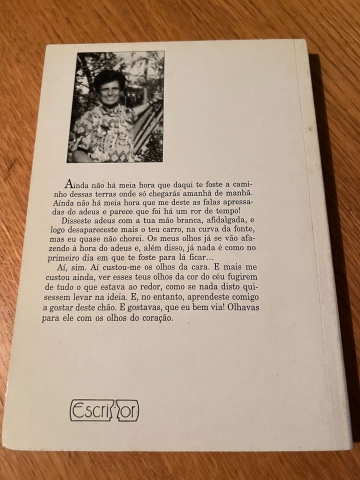 Ainda não há meia hora que daqui te foste a cami-
nho dessas terras onde só chegarás amanhã de manhã.
Ainda não há meia hora que me deste as falas apressa-
das do adeus e parece que foi há um ror de tempo!
Disseste adeus com a tua mão branca, afidalgada, e
logo desapareceste mais o teu carro, na curva da fonte,
mas eu quase não chorei. Os meus olhos já se vão afa-
zendo à hora do adeus e, além disso, já nada é como no
primeiro dia em que te foste para lá ficar...
Aí, sim. Aí custou-me os olhos da cara. E mais me
custou ainda, ver esses teus olhos da cor do céu fugirem
de tudo o que estava ao redor, como se nada disto qui-
sessem levar na ideia. E, no entanto, aprendeste comigo
a gostar deste chão. E gostavas, que eu bem via! Olhavas
para ele com os olhos do coração.
Escritor